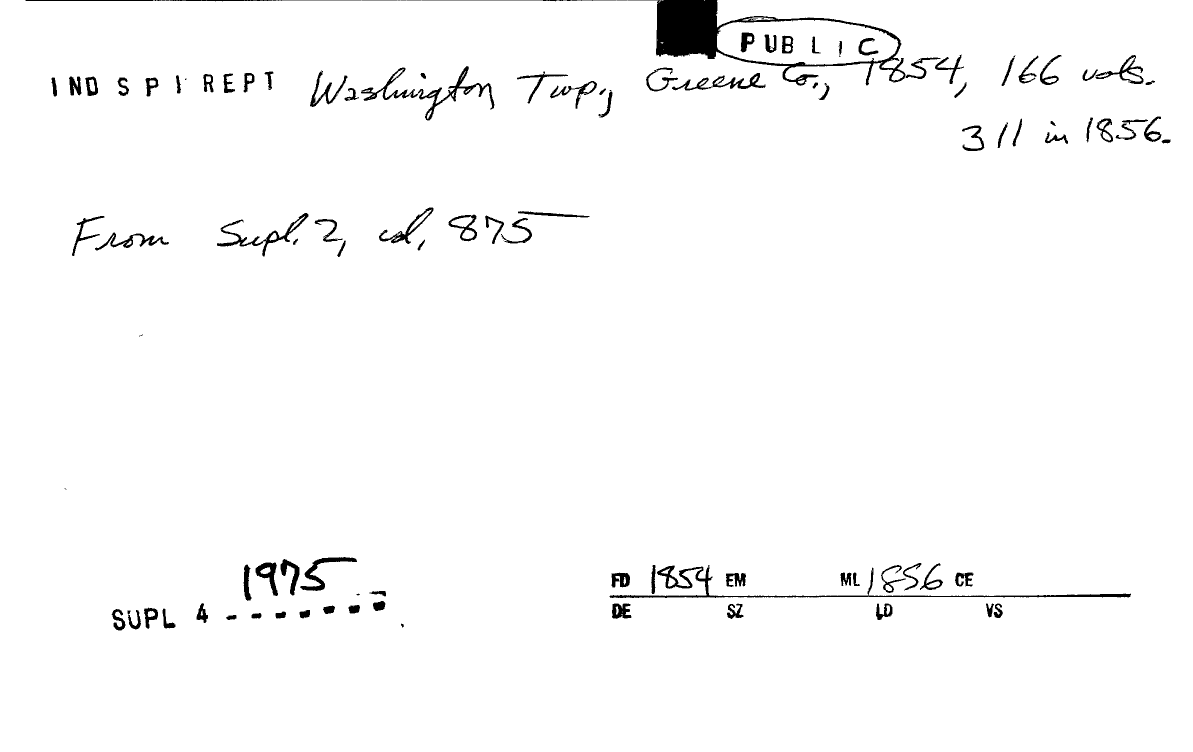 PUBLIC
IND SPI REPT Washington Twp., Greene Co., 1854, 166 vols.
311 in 1856.
From Supl. 2, col, 875
1975
SUPL 4 -------
FD 1854 EM ML 1856 CE
DE SZ LD VS